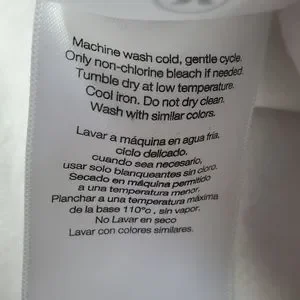 Machine wash cold, gentle cycle.
Only non-chlorine bleach if needed.
Tumble dry at low temperature.
Cool iron. Do not dry clean.
Wash with similar colors.
Lavar a máquina en agua fria,
ciclo delicado.
cuando sea necesario,
usar solo blanqueantes sin cloro.
Secado en máquina permitido
a una temperatura menor.
Planchar a una temperatura máxima
de la base 110°c, sin vapor.
No Lavar en seco
Lavar con colores similares.